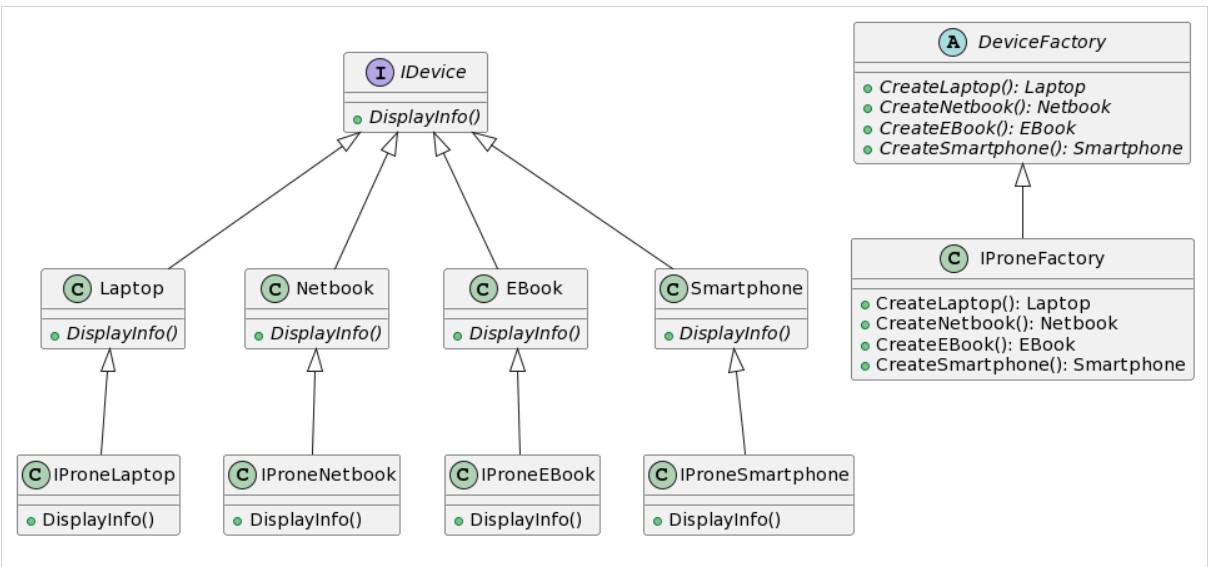 I IDevice
DisplayInfo()
A DeviceFactory
CreateLaptop(): Laptop
CreateNetbook(): Netbook
CreateEBook(): EBook
CreateSmartphone(): Smartphone
C Laptop
DisplayInfo()
C Netbook
DisplayInfo()
C EBook
DisplayInfo()
C Smartphone
DisplayInfo()
C IProneFactory
CreateLaptop(): Laptop
CreateNetbook(): Netbook
CreateEBook(): EBook
CreateSmartphone(): Smartphone
C IProneLaptop
DisplayInfo()
C IProneNetbook
DisplayInfo()
C IProneEBook
DisplayInfo()
C IProneSmartphone
DisplayInfo()